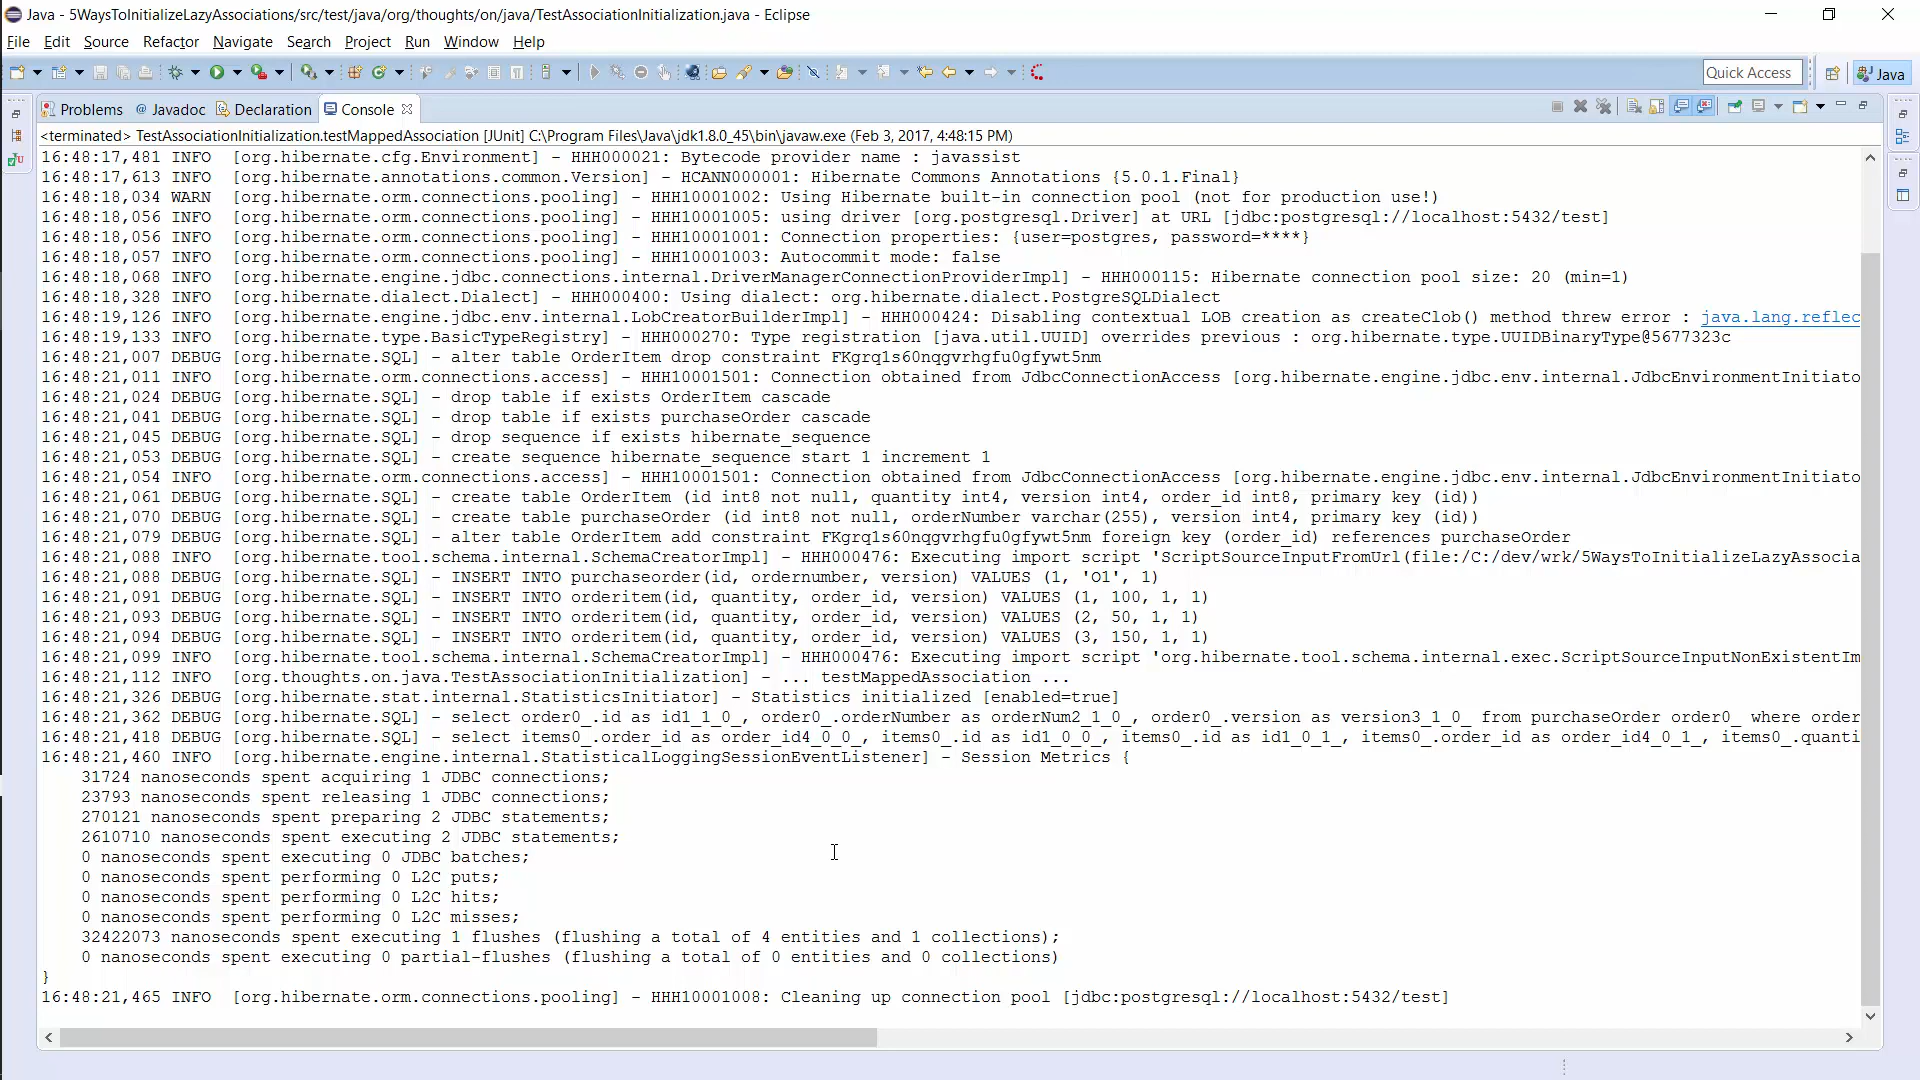 Java - 5WaysToInitializeLazyAssociations/src/test/java/org/thoughts/on/java/TestAssociationInitialization.java - Eclipse
File Edit Source Refactor Navigate Search Project Run Window Help
Quick Access Java
Problems @ Javadoc Declaration Console
<terminated> TestAssociationInitialization.testMappedAssociation [JUnit] C:\Program Files\Java\jdk1.8.0_45\bin\javaw.exe (Feb 3, 2017, 4:48:15 PM)
16:48:17,481 INFO  [org.hibernate.cfg.Environment] - HHH000021: Bytecode provider name : javassist
16:48:17,613 INFO  [org.hibernate.annotations.common.Version] - HCANN000001: Hibernate Commons Annotations {5.0.1.Final}
16:48:18,034 WARN  [org.hibernate.orm.connections.pooling] - HHH10001002: Using Hibernate built-in connection pool (not for production use!)
16:48:18,056 INFO  [org.hibernate.orm.connections.pooling] - HHH10001005: using driver [org.postgresql.Driver] at URL [jdbc:postgresql://localhost:5432/test]
16:48:18,056 INFO  [org.hibernate.orm.connections.pooling] - HHH10001001: Connection properties: {user=postgres, password=****}
16:48:18,057 INFO  [org.hibernate.orm.connections.pooling] - HHH10001003: Autocommit mode: false
16:48:18,068 INFO  [org.hibernate.engine.jdbc.connections.internal.DriverManagerConnectionProviderImpl] - HHH000115: Hibernate connection pool size: 20 (min=1)
16:48:18,328 INFO  [org.hibernate.dialect.Dialect] - HHH000400: Using dialect: org.hibernate.dialect.PostgreSQLDialect
16:48:19,126 INFO  [org.hibernate.engine.jdbc.env.internal.LobCreatorBuilderImpl] - HHH000424: Disabling contextual LOB creation as createClob() method threw error : java.lang.reflec
16:48:19,133 INFO  [org.hibernate.type.BasicTypeRegistry] - HHH000270: Type registration [java.util.UUID] overrides previous : org.hibernate.type.UUIDBinaryType@5677323c
16:48:21,007 DEBUG [org.hibernate.SQL] - alter table OrderItem drop constraint FKgrq1s60nqgvrhgfu0gfywt5nm
16:48:21,011 INFO  [org.hibernate.orm.connections.access] - HHH10001501: Connection obtained from JdbcConnectionAccess [org.hibernate.engine.jdbc.env.internal.JdbcEnvironmentInitiato
16:48:21,024 DEBUG [org.hibernate.SQL] - drop table if exists OrderItem cascade
16:48:21,041 DEBUG [org.hibernate.SQL] - drop table if exists purchaseOrder cascade
16:48:21,045 DEBUG [org.hibernate.SQL] - drop sequence if exists hibernate_sequence
16:48:21,053 DEBUG [org.hibernate.SQL] - create sequence hibernate_sequence start 1 increment 1
16:48:21,054 INFO  [org.hibernate.orm.connections.access] - HHH10001501: Connection obtained from JdbcConnectionAccess [org.hibernate.engine.jdbc.env.internal.JdbcEnvironmentInitiato
16:48:21,061 DEBUG [org.hibernate.SQL] - create table OrderItem (id int8 not null, quantity int4, version int4, order_id int8, primary key (id))
16:48:21,070 DEBUG [org.hibernate.SQL] - create table purchaseOrder (id int8 not null, orderNumber varchar(255), version int4, primary key (id))
16:48:21,079 DEBUG [org.hibernate.SQL] - alter table OrderItem add constraint FKgrq1s60nqgvrhgfu0gfywt5nm foreign key (order_id) references purchaseOrder
16:48:21,088 INFO  [org.hibernate.tool.schema.internal.SchemaCreatorImpl] - HHH000476: Executing import script 'ScriptSourceInputFromUrl(file:/C:/dev/wrk/5WaysToInitializeLazyAssocia
16:48:21,088 DEBUG [org.hibernate.SQL] - INSERT INTO purchaseorder(id, ordernumber, version) VALUES (1, 'O1', 1)
16:48:21,091 DEBUG [org.hibernate.SQL] - INSERT INTO orderitem(id, quantity, order_id, version) VALUES (1, 100, 1, 1)
16:48:21,093 DEBUG [org.hibernate.SQL] - INSERT INTO orderitem(id, quantity, order_id, version) VALUES (2, 50, 1, 1)
16:48:21,094 DEBUG [org.hibernate.SQL] - INSERT INTO orderitem(id, quantity, order_id, version) VALUES (3, 150, 1, 1)
16:48:21,099 INFO  [org.hibernate.tool.schema.internal.SchemaCreatorImpl] - HHH000476: Executing import script 'org.hibernate.tool.schema.internal.exec.ScriptSourceInputNonExistentIm
16:48:21,112 INFO  [org.thoughts.on.java.TestAssociationInitialization] - ... testMappedAssociation ...
16:48:21,326 DEBUG [org.hibernate.stat.internal.StatisticsInitiator] - Statistics initialized [enabled=true]
16:48:21,362 DEBUG [org.hibernate.SQL] - select order0_.id as id1_1_0_, order0_.orderNumber as orderNum2_1_0_, order0_.version as version3_1_0_ from purchaseOrder order0_ where order
16:48:21,418 DEBUG [org.hibernate.SQL] - select items0_.order_id as order_id4_0_0_, items0_.id as id1_0_0_, items0_.id as id1_0_1_, items0_.order_id as order_id4_0_1_, items0_.quanti
16:48:21,460 INFO  [org.hibernate.engine.internal.StatisticalLoggingSessionEventListener] - Session Metrics {
    31724 nanoseconds spent acquiring 1 JDBC connections;
    23793 nanoseconds spent releasing 1 JDBC connections;
    270121 nanoseconds spent preparing 2 JDBC statements;
    2610710 nanoseconds spent executing 2 JDBC statements;
    0 nanoseconds spent executing 0 JDBC batches;
    0 nanoseconds spent performing 0 L2C puts;
    0 nanoseconds spent performing 0 L2C hits;
    0 nanoseconds spent performing 0 L2C misses;
    32422073 nanoseconds spent executing 1 flushes (flushing a total of 4 entities and 1 collections);
    0 nanoseconds spent executing 0 partial-flushes (flushing a total of 0 entities and 0 collections)
}
16:48:21,465 INFO  [org.hibernate.orm.connections.pooling] - HHH10001008: Cleaning up connection pool [jdbc:postgresql://localhost:5432/test]